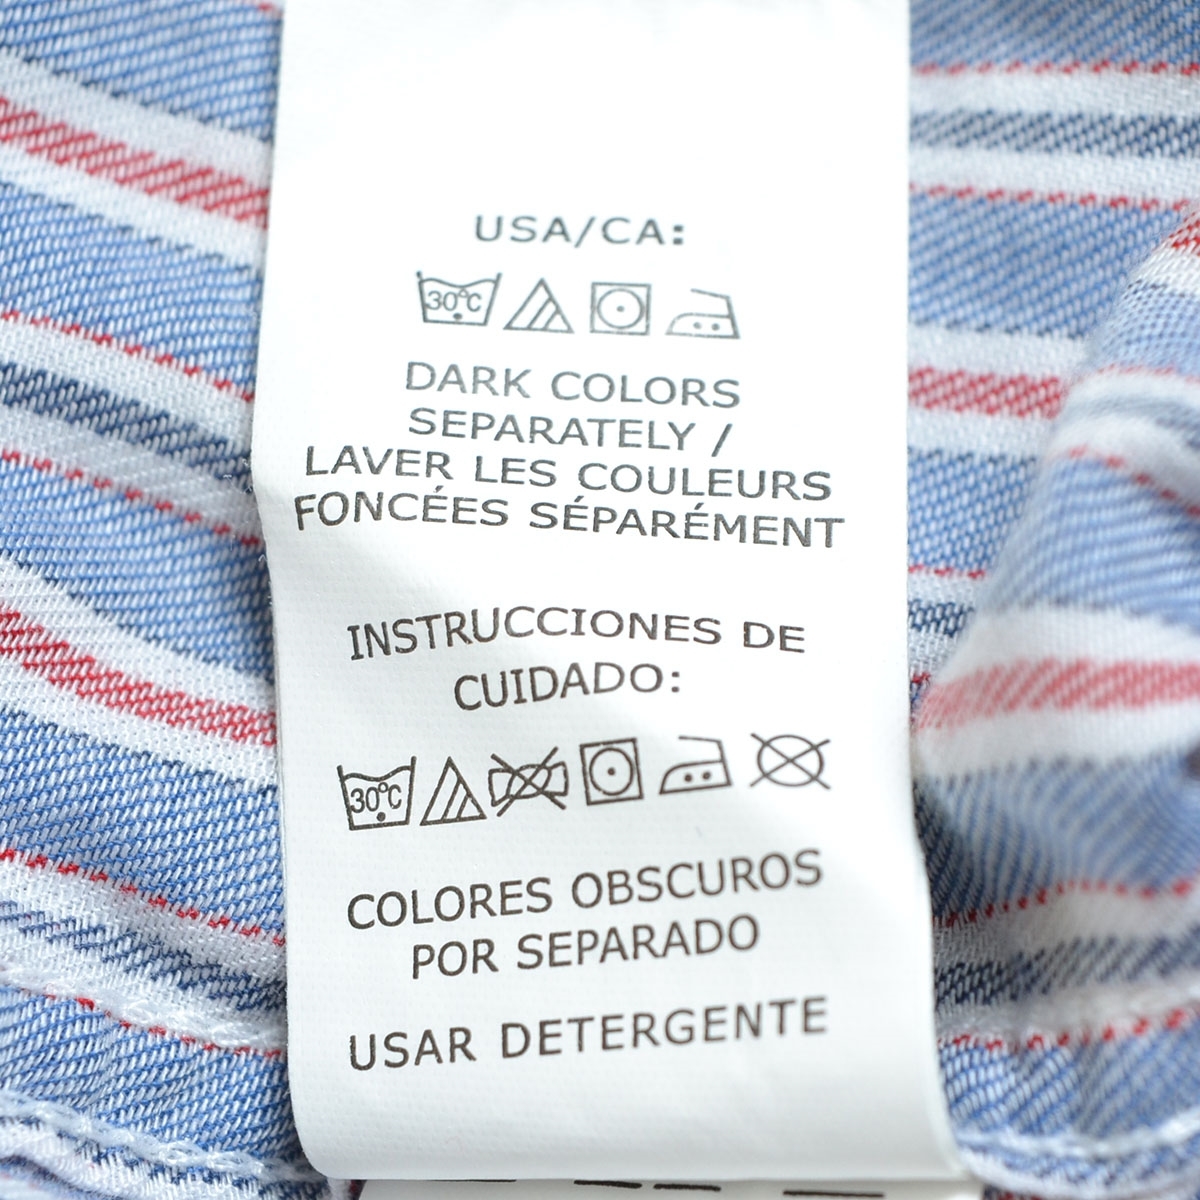 USA/CA:
30°C
DARK COLORS
SEPARATELY /
LAVER LES COULEURS
FONCÉES SÉPARÉMENT
INSTRUCCIONES DE
CUIDADO:
30°C
COLORES OBSCUROS
POR SEPARADO
USAR DETERGENTE